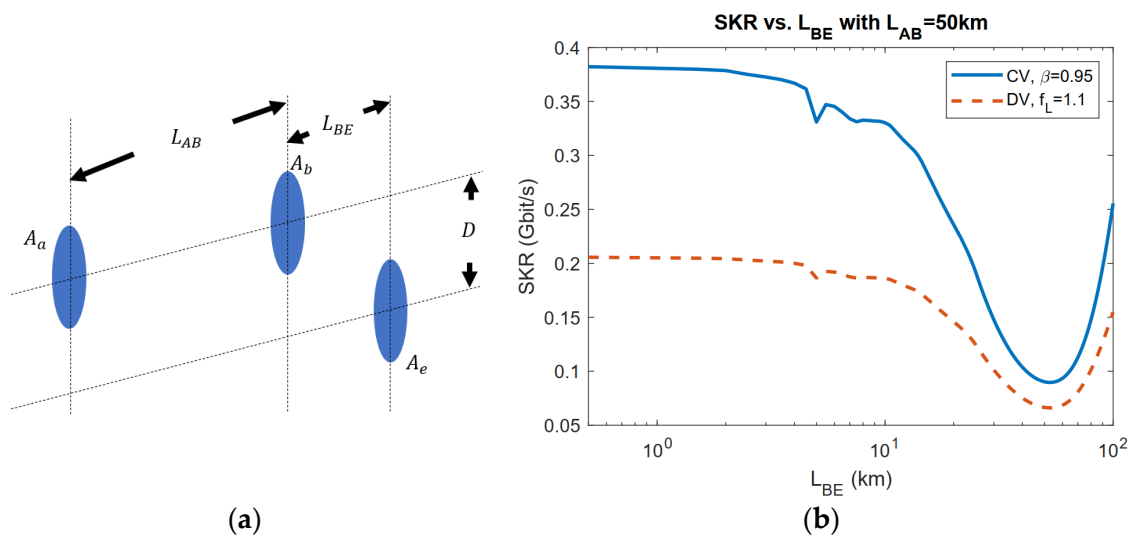 L_AB
L_BE
A_b
D
A_a
A_e
(a)
SKR vs. L_BE with L_AB=50km
0.4
0.35
0.3
0.25
0.2
0.15
0.1
0.05
SKR (Gbit/s)
CV, β=0.95
DV, f_L=1.1
10^0
10^1
10^2
L_BE (km)
(b)